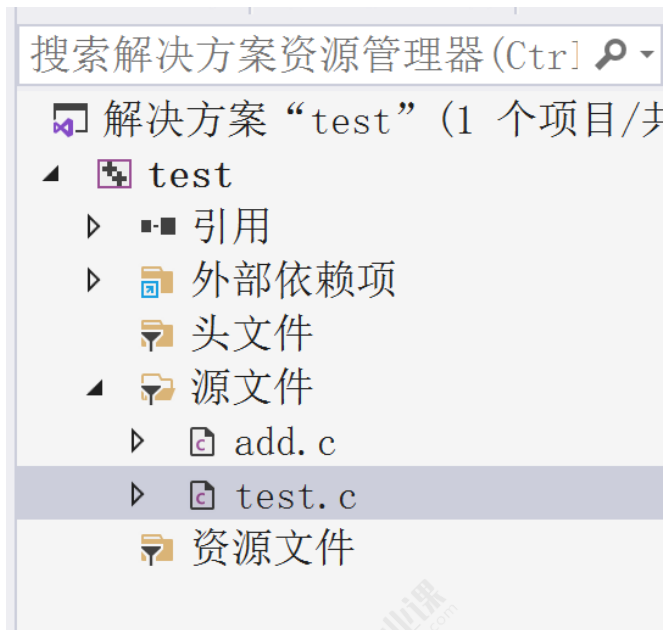 搜索解决方案资源管理器(Ctrl
解决方案“test”(1 个项目/共
test
引用
外部依赖项
头文件
源文件
add.c
test.c
资源文件